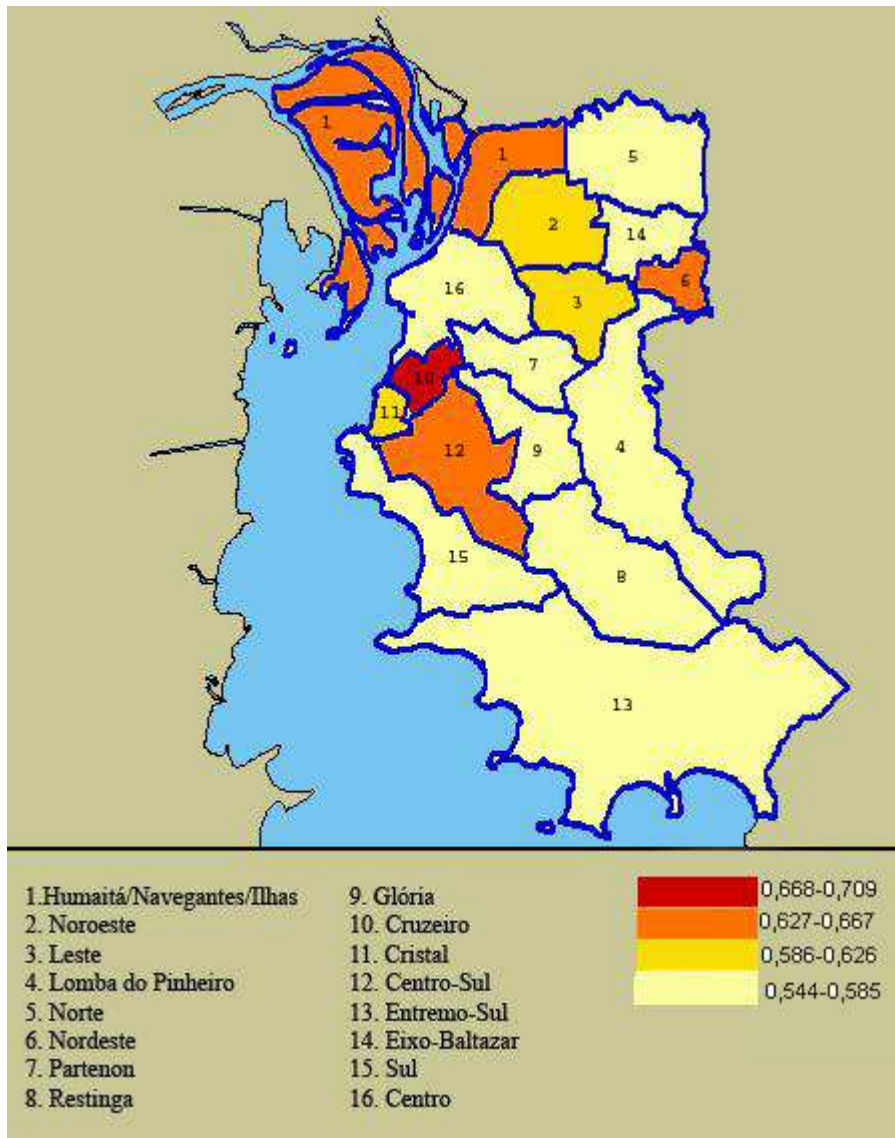 1
1
5
2
14
6
16
3
7
10
11
12
9
4
15
8
13
1.Humaitá/Navegantes/Ilhas
2. Noroeste
3. Leste
4. Lomba do Pinheiro
5. Norte
6. Nordeste
7. Partenon
8. Restinga
9. Glória
10. Cruzeiro
11. Cristal
12. Centro-Sul
13. Entremo-Sul
14. Eixo-Baltazar
15. Sul
16. Centro
0,668-0,709
0,627-0,667
0,586-0,626
0,544-0,585